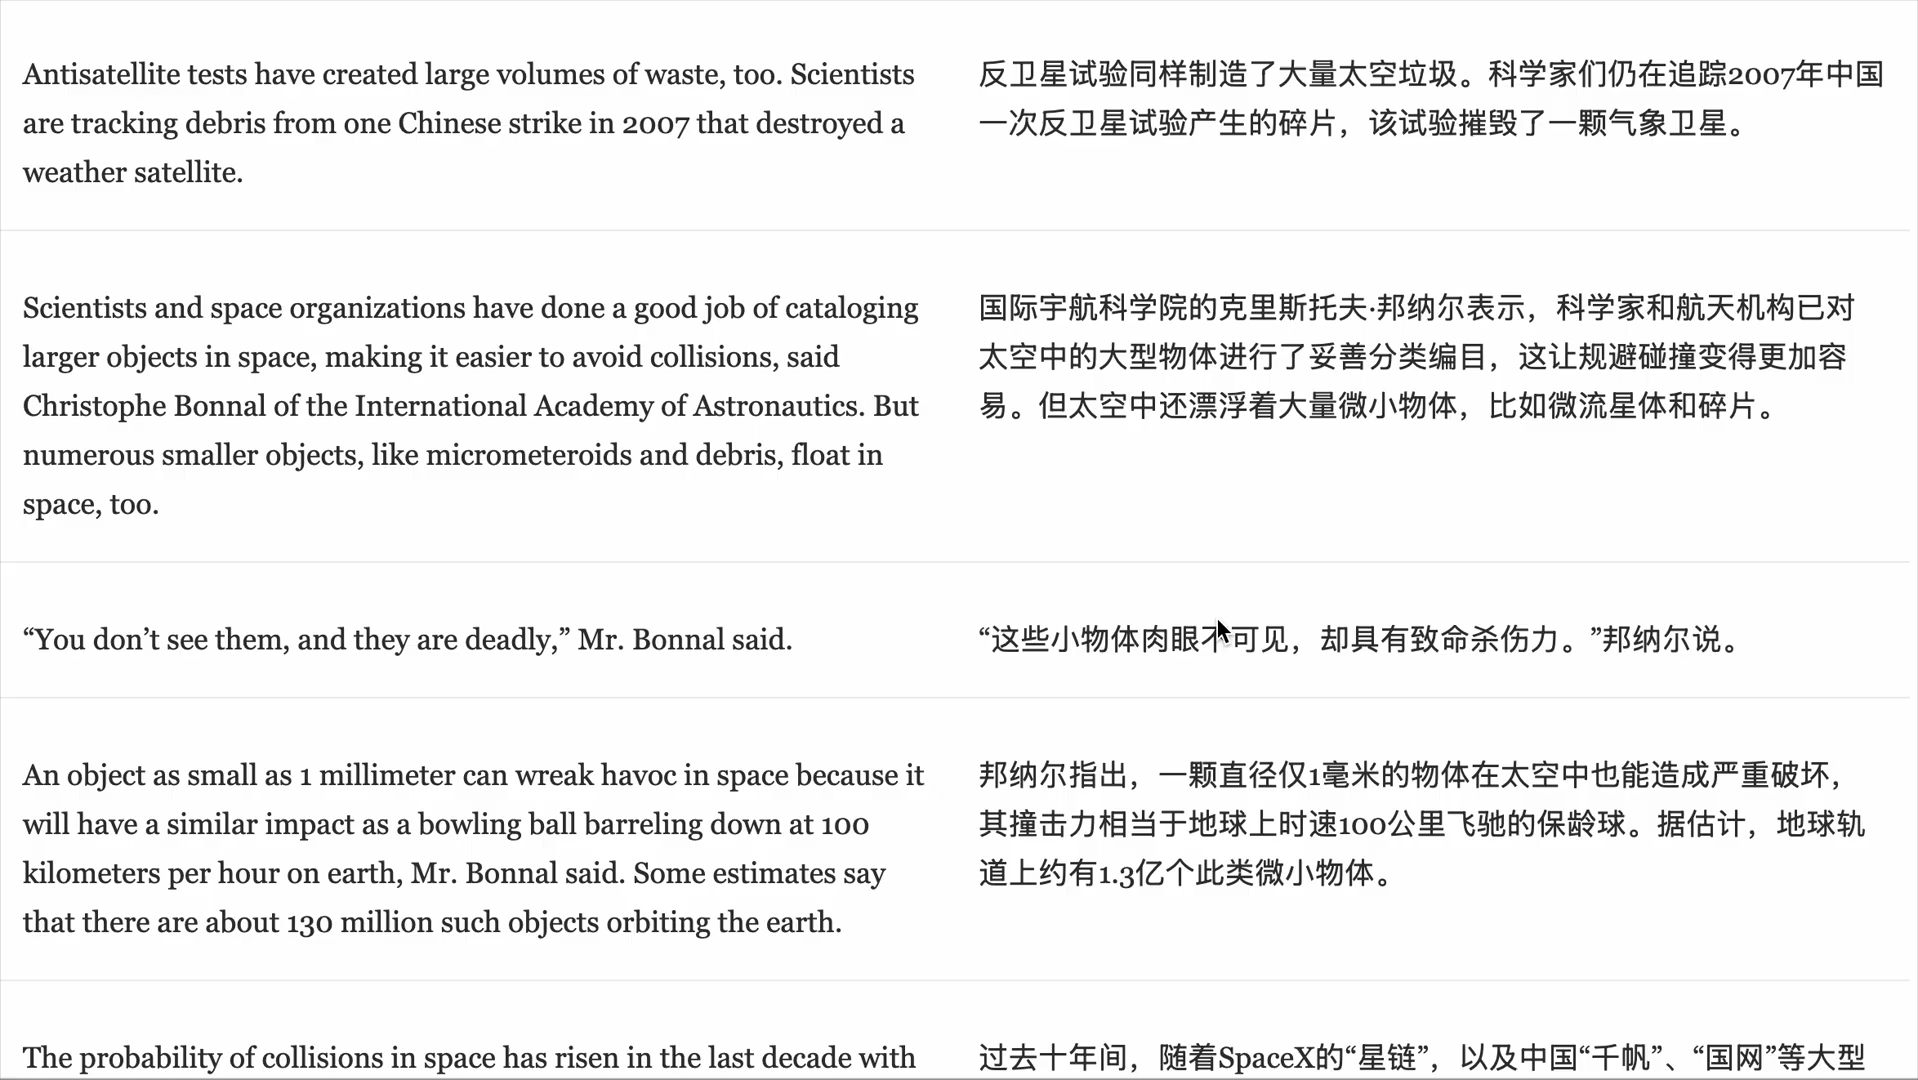 Antisatellite tests have created large volumes of waste, too. Scientists
are tracking debris from one Chinese strike in 2007 that destroyed a
weather satellite.
反卫星试验同样制造了大量太空垃圾。科学家们仍在追踪2007年中国
一次反卫星试验产生的碎片，该试验摧毁了一颗气象卫星。
Scientists and space organizations have done a good job of cataloging
larger objects in space, making it easier to avoid collisions, said
Christophe Bonnal of the International Academy of Astronautics. But
numerous smaller objects, like micrometeroids and debris, float in
space, too.
国际宇航科学院的克里斯托夫·邦纳尔表示，科学家和航天机构已对
太空中的大型物体进行了妥善分类编目，这让规避碰撞变得更加容
易。但太空中还漂浮着大量微小物体，比如微流星体和碎片。
“You don’t see them, and they are deadly,” Mr. Bonnal said.
“这些小物体肉眼不可见，却具有致命杀伤力。”邦纳尔说。
An object as small as 1 millimeter can wreak havoc in space because it
will have a similar impact as a bowling ball barreling down at 100
kilometers per hour on earth, Mr. Bonnal said. Some estimates say
that there are about 130 million such objects orbiting the earth.
邦纳尔指出，一颗直径仅1毫米的物体在太空中也能造成严重破坏，
其撞击力相当于地球上时速100公里飞驰的保龄球。据估计，地球轨
道上约有1.3亿个此类微小物体。
The probability of collisions in space has risen in the last decade with
过去十年间，随着SpaceX的“星链”，以及中国“千帆”、“国网”等大型